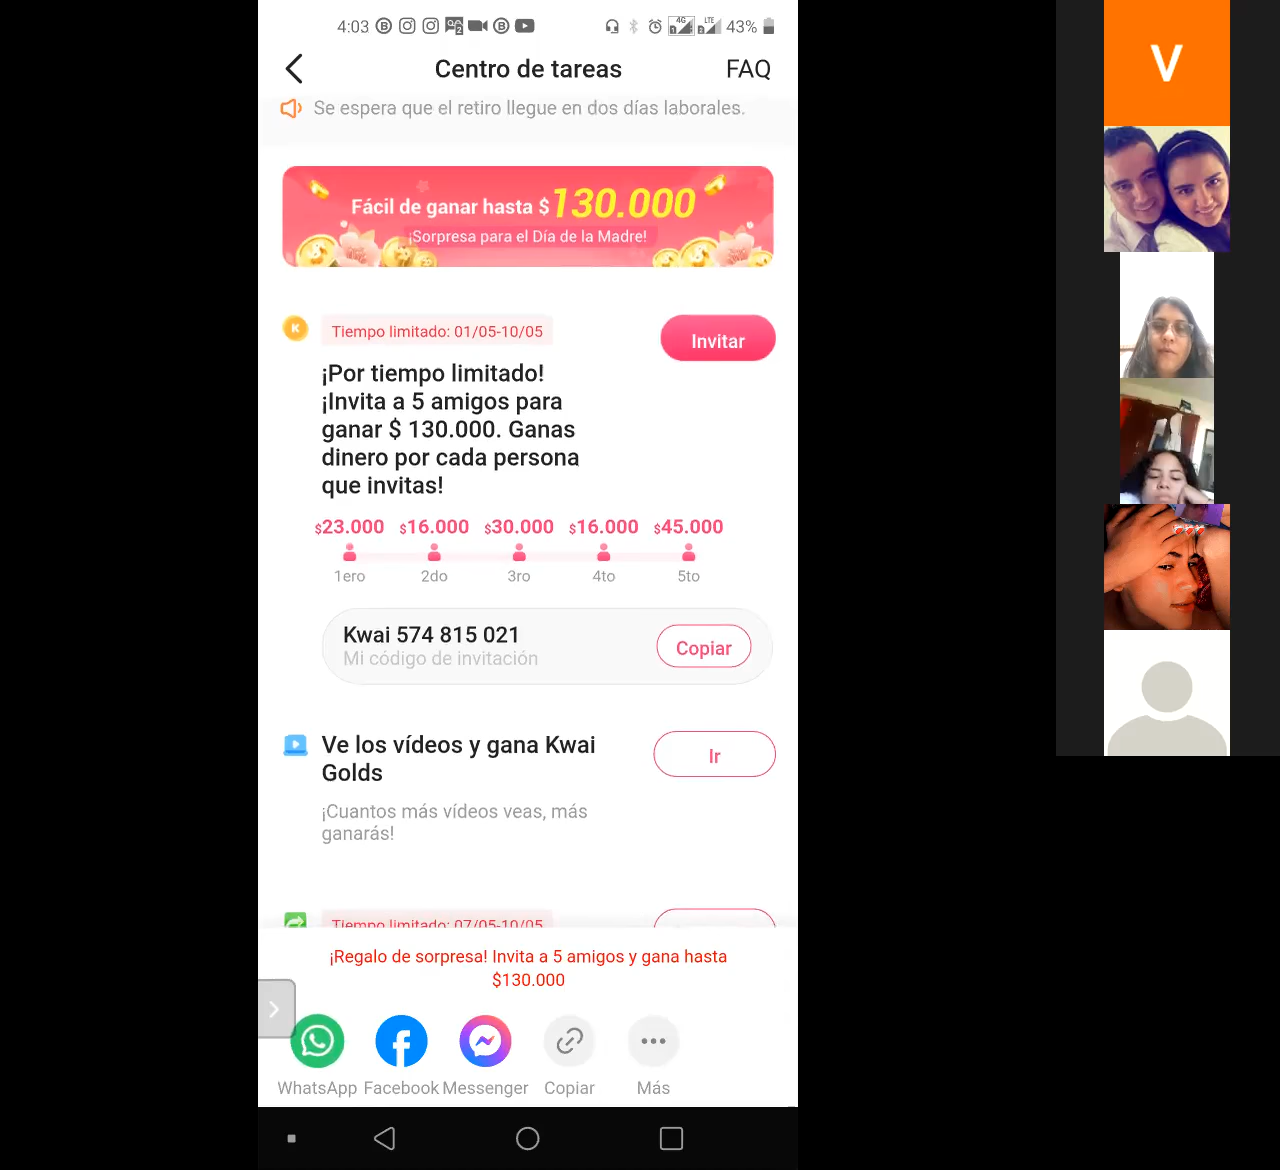 4:03
4G
LTE
43%
Centro de tareas
FAQ
Se espera que el retiro llegue en dos días laborales.
Fácil de ganar hasta $130.000
¡Sorpresa para el Día de la Madre!
K
Tiempo limitado: 01/05-10/05
Invitar
¡Por tiempo limitado!
¡Invita a 5 amigos para
ganar $ 130.000. Ganas
dinero por cada persona
que invitas!
$23.000 $16.000 $30.000 $16.000 $45.000
1ero 2do 3ro 4to 5to
Kwai 574 815 021
Mi código de invitación
Copiar
Ve los vídeos y gana Kwai
Golds
Ir
¡Cuantos más vídeos veas, más
ganarás!
Tiempo limitado: 07/05-10/05
¡Regalo de sorpresa! Invita a 5 amigos y gana hasta
$130.000
WhatsApp Facebook Messenger Copiar Más
V